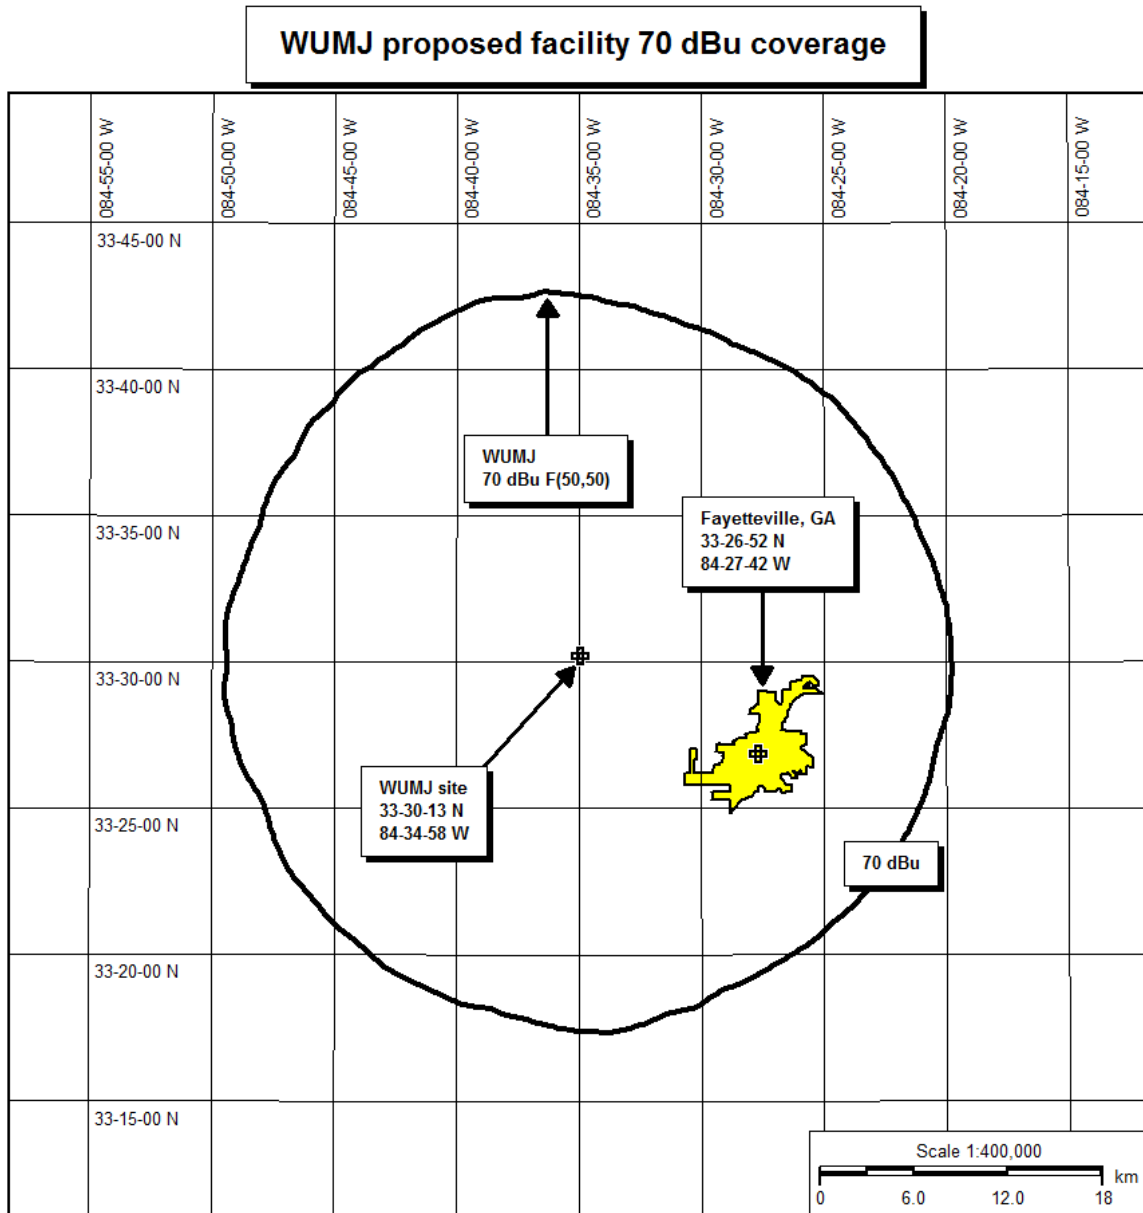 WUMJ proposed facility 70 dBu coverage
084-55-00 W
084-50-00 W
084-45-00 W
084-40-00 W
084-35-00 W
084-30-00 W
084-25-00 W
084-20-00 W
084-15-00 W
33-45-00 N
33-40-00 N
WUMJ
70 dBu F(50,50)
Fayetteville, GA
33-26-52 N
84-27-42 W
33-35-00 N
33-30-00 N
WUMJ site
33-30-13 N
84-34-58 W
33-25-00 N
70 dBu
33-20-00 N
33-15-00 N
Scale 1:400,000
km
0 6.0 12.0 18